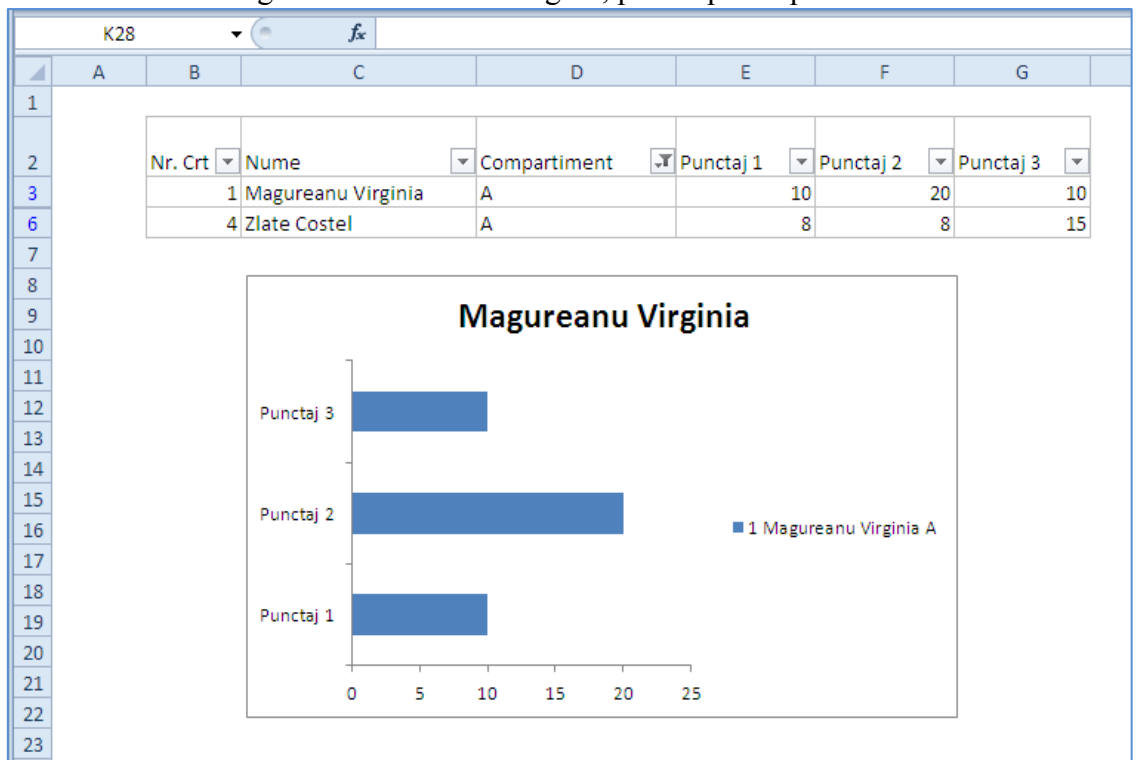 K28 fx
A B C D E F G
1
2 Nr. Crt Nume Compartiment Punctaj 1 Punctaj 2 Punctaj 3
3 1 Magureanu Virginia A 10 20 10
6 4 Zlate Costel A 8 8 15
7
8
9 Magureanu Virginia
10
11
12 Punctaj 3
13
14
15 Punctaj 2
16 1 Magureanu Virginia A
17
18
19 Punctaj 1
20
21 0 5 10 15 20 25
22
23